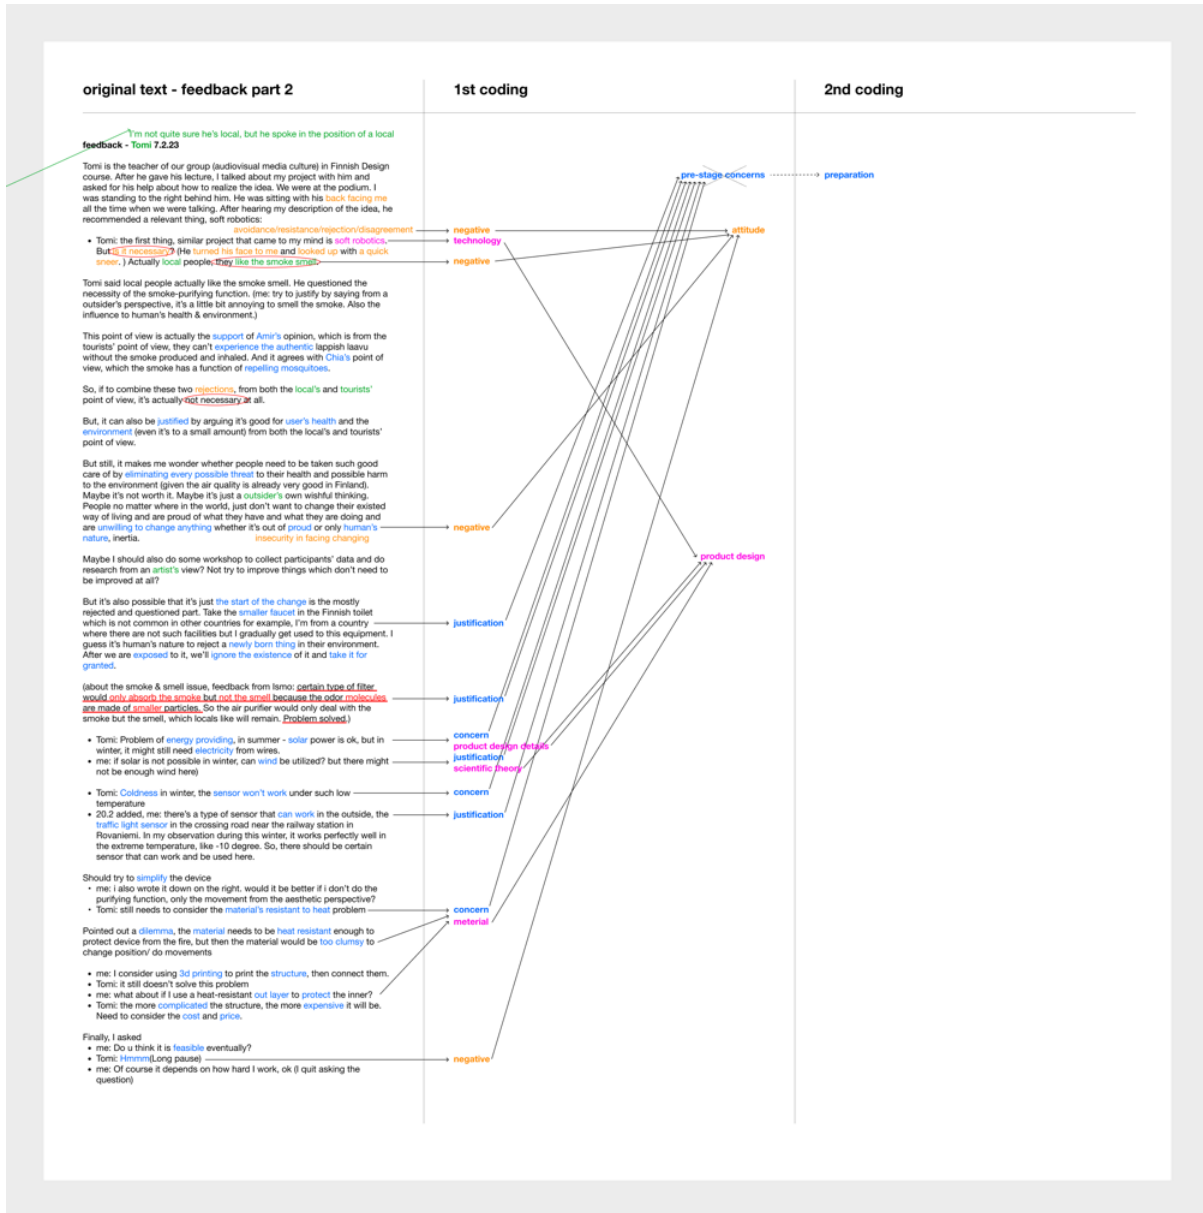 original text - feedback part 2
1st coding
2nd coding
I'm not quite sure he's local, but he spoke in the position of a local
feedback - Tomi 7.2.23
Tomi is the teacher of our group (audiovisual media culture) in Finnish Design
course. After he gave his lecture, I talked about my project with him and
asked for his help about how to realize the idea. We were at the podium. I
was standing to the right behind him. He was sitting with his back facing me
all the time when we were talking. After hearing my description of the idea, he
recommended a relevant thing, soft robotics:
avoidance/resistance/rejection/disagreement
• Tomi: the first thing, similar project that came to my mind is soft robotics.
But is it necessary? (He turned his face to me and looked up with a quick
sneer. ) Actually local people, they like the smoke smell.
Tomi said local people actually like the smoke smell. He questioned the
necessity of the smoke-purifying function. (me: try to justify by saying from a
outsider's perspective, it's a little bit annoying to smell the smoke. Also the
influence to human's health & environment.)
This point of view is actually the support of Amir's opinion, which is from the
tourists' point of view, they can't experience the authentic lappish laavu
without the smoke produced and inhaled. And it agrees with Chia's point of
view, which the smoke has a function of repelling mosquitoes.
So, if to combine these two rejections, from both the local's and tourists'
point of view, it's actually not necessary at all.
But, it can also be justified by arguing it's good for user's health and the
environment (even it's to a small amount) from both the local's and tourists'
point of view.
But still, it makes me wonder whether people need to be taken such good
care of by eliminating every possible threat to their health and possible harm
to the environment (given the air quality is already very good in Finland).
Maybe it's not worth it. Maybe it's just a outsider's own wishful thinking.
People no matter where in the world, just don't want to change their existed
way of living and are proud of what they have and what they are doing and
are unwilling to change anything whether it's out of proud or only human's
nature, inertia.
insecurity in facing changing
Maybe I should also do some workshop to collect participants' data and do
research from an artist's view? Not try to improve things which don't need to
be improved at all?
But it's also possible that it's just the start of the change is the mostly
rejected and questioned part. Take the smaller faucet in the Finnish toilet
which is not common in other countries for example, I'm from a country
where there are not such facilities but I gradually get used to this equipment. I
guess it's human's nature to reject a newly born thing in their environment.
After we are exposed to it, we'll ignore the existence of it and take it for
granted.
(about the smoke & smell issue, feedback from Ismo: certain type of filter
would only absorb the smoke but not the smell because the odor molecules
are made of smaller particles. So the air purifier would only deal with the
smoke but the smell, which locals like will remain. Problem solved.)
• Tomi: Problem of energy providing, in summer - solar power is ok, but in
winter, it might still need electricity from wires.
• me: if solar is not possible in winter, can wind be utilized? but there might
not be enough wind here)
• Tomi: Coldness in winter, the sensor won't work under such low
temperature
• 20.2 added, me: there's a type of sensor that can work in the outside, the
traffic light sensor in the crossing road near the railway station in
Rovaniemi. In my observation during this winter, it works perfectly well in
the extreme temperature, like -10 degree. So, there should be certain
sensor that can work and be used here.
Should try to simplify the device
• me: i also wrote it down on the right. would it be better if i don't do the
purifying function, only the movement from the aesthetic perspective?
• Tomi: still needs to consider the material's resistant to heat problem
Pointed out a dilemma, the material needs to be heat resistant enough to
protect device from the fire, but then the material would be too clumsy to
change position/ do movements
• me: I consider using 3d printing to print the structure, then connect them.
• Tomi: it still doesn't solve this problem
• me: what about if I use a heat-resistant out layer to protect the inner?
• Tomi: the more complicated the structure, the more expensive it will be.
Need to consider the cost and price.
Finally, I asked
• me: Do u think it is feasible eventually?
• Tomi: Hmmm(Long pause)
• me: Of course it depends on how hard I work, ok (I quit asking the
question)
negative
technology
negative
negative
justification
justification
concern
product design details
justification
scientific theory
concern
justification
concern
meterial
negative
pre-stage concerns
attitude
product design
preparation